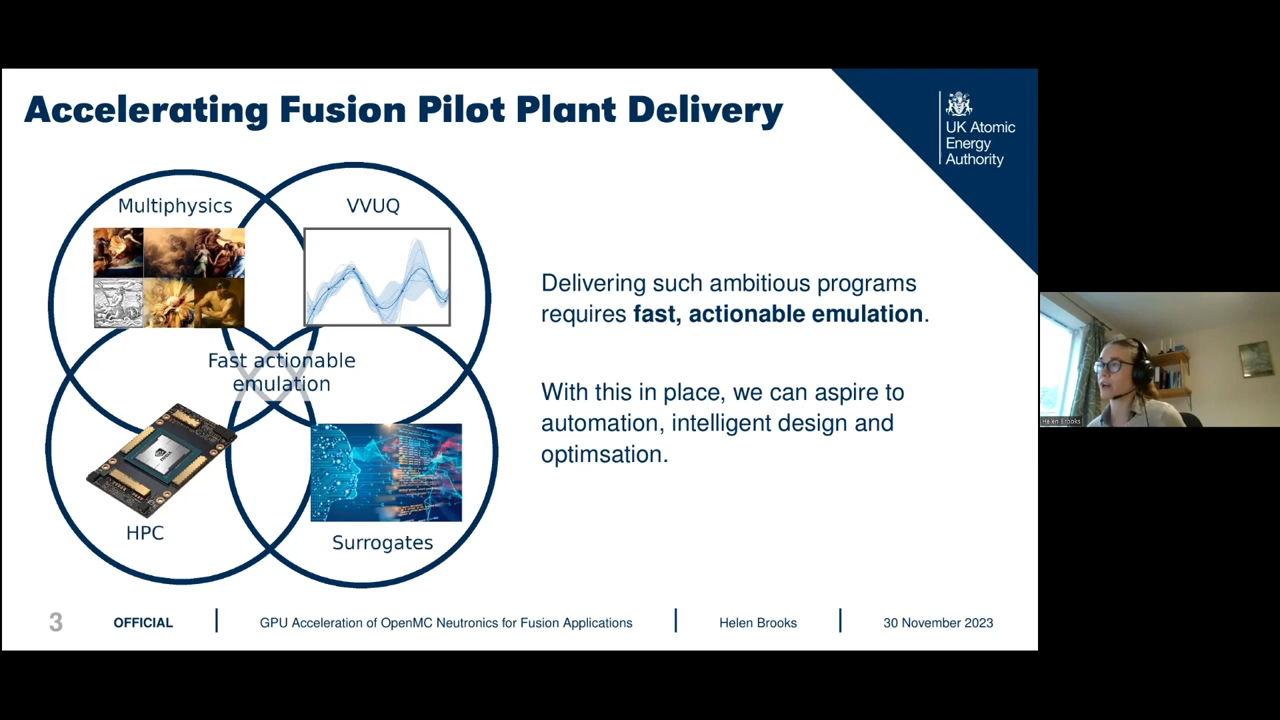 Accelerating Fusion Pilot Plant Delivery
UK Atomic
Energy
Authority
Multiphysics
VVUQ
Fast actionable
emulation
HPC
Surrogates
Delivering such ambitious programs
requires fast, actionable emulation.
With this in place, we can aspire to
automation, intelligent design and
optimsation.
Helen Brooks
3
OFFICIAL
GPU Acceleration of OpenMC Neutronics for Fusion Applications
Helen Brooks
30 November 2023